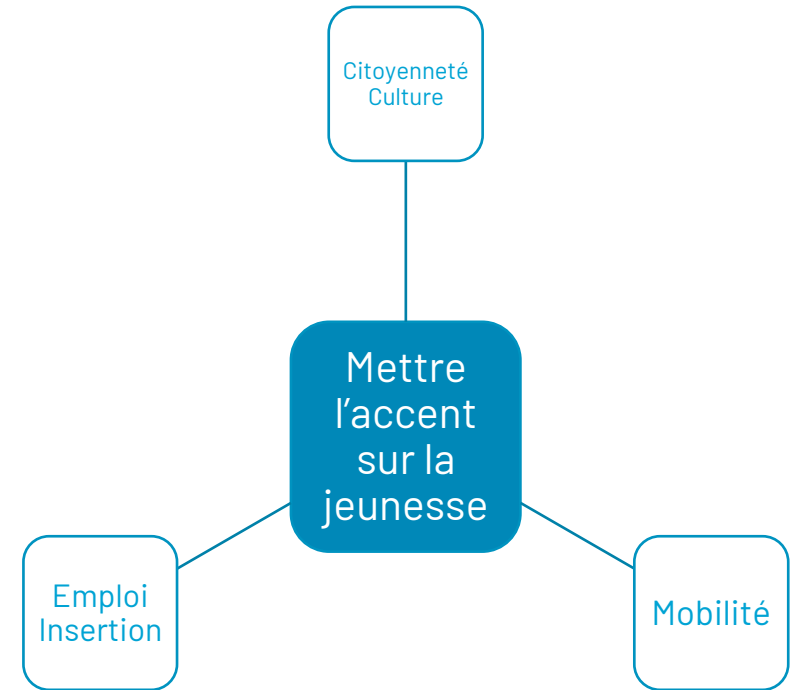 Citoyenneté
Culture
Mettre
l’accent
sur la
jeunesse
Emploi
Insertion
Mobilité